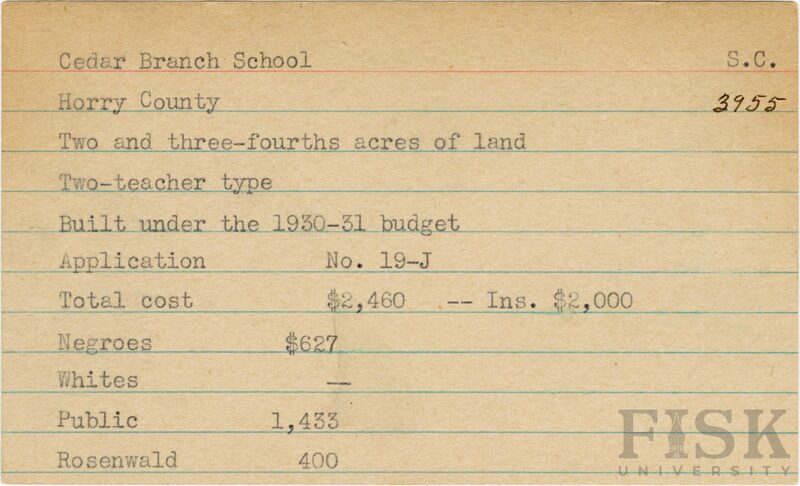 Cedar Branch School S.C.
Horry County 3955
Two and three-fourths acres of land
Two-teacher type
Built under the 1930-31 budget
Application No. 19-J
Total cost $2,460 -- Ins. $2,000
Negroes $627
Whites --
Public 1,433
Rosenwald 400
FISK
UNIVERSITY